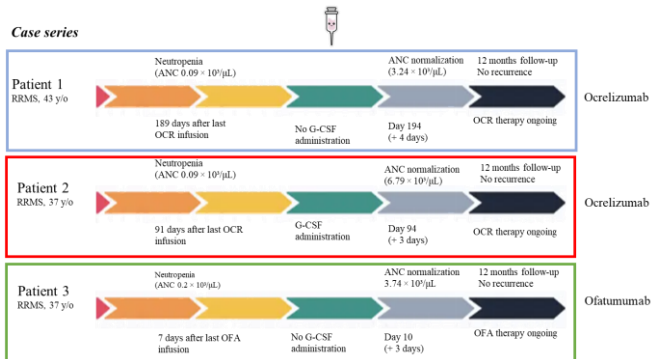 Case series
Patient 1
RRMS, 43 y/o
Neutropenia
(ANC 0.09 × 10³/µL)
189 days after last
OCR infusion
No G-CSF
administration
ANC normalization
(3.24 × 10³/µL)
Day 194
(+ 4 days)
12 months follow-up
No recurrence
OCR therapy ongoing
Ocrelizumab
Patient 2
RRMS, 37 y/o
Neutropenia
(ANC 0.09 × 10³/µL)
91 days after last OCR
infusion
G-CSF
administration
ANC normalization
(6.79 × 10³/µL)
Day 94
(+ 3 days)
12 months follow-up
No recurrence
OCR therapy ongoing
Ocrelizumab
Patient 3
RRMS, 37 y/o
Neutropenia
(ANC 0.2 × 10³/µL)
7 days after last OFA
infusion
No G-CSF
administration
ANC normalization
3.74 × 10³/µL
Day 10
(+ 3 days)
12 months follow-up
No recurrence
OFA therapy ongoing
Ofatumumab